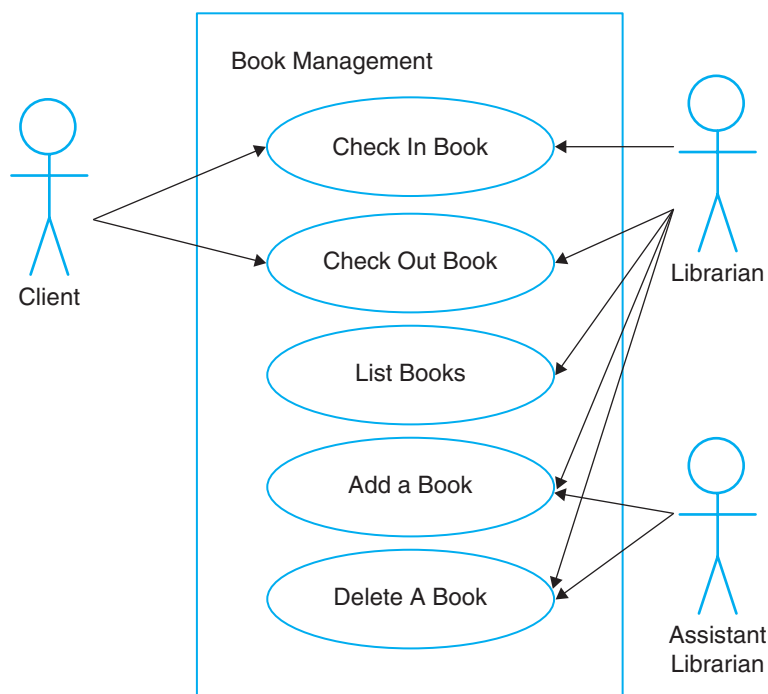 Book Management
Check In Book
Check Out Book
Client
Librarian
List Books
Add a Book
Delete A Book
Assistant
Librarian